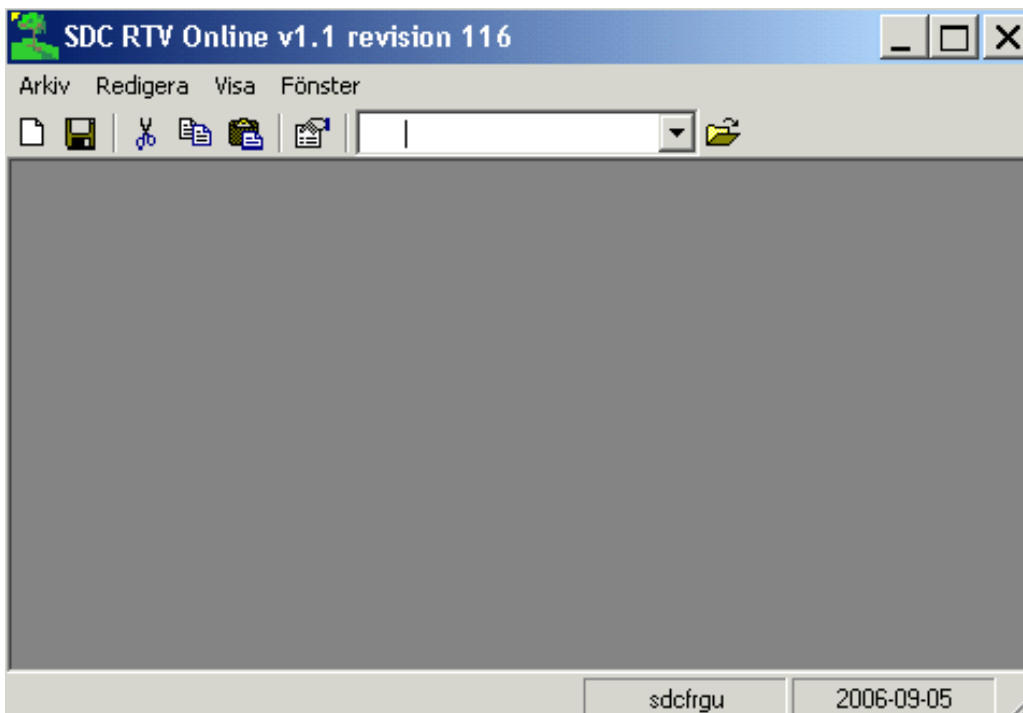 SDC RTV Online v1.1 revision 116
Arkiv Redigera Visa Fönster
sdcfrgu 2006-09-05